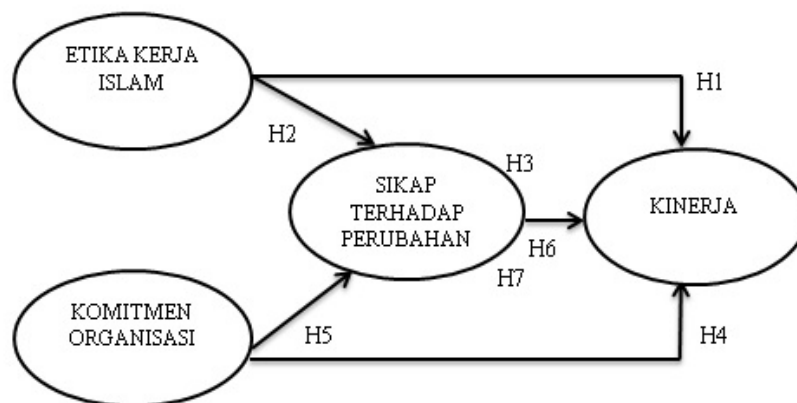 ETIKA KERJA
ISLAM
H1
H2
H3
SIKAP
TERHADAP
PERUBAHAN
KINERJA
H6
H7
KOMITMEN
ORGANISASI
H5
H4